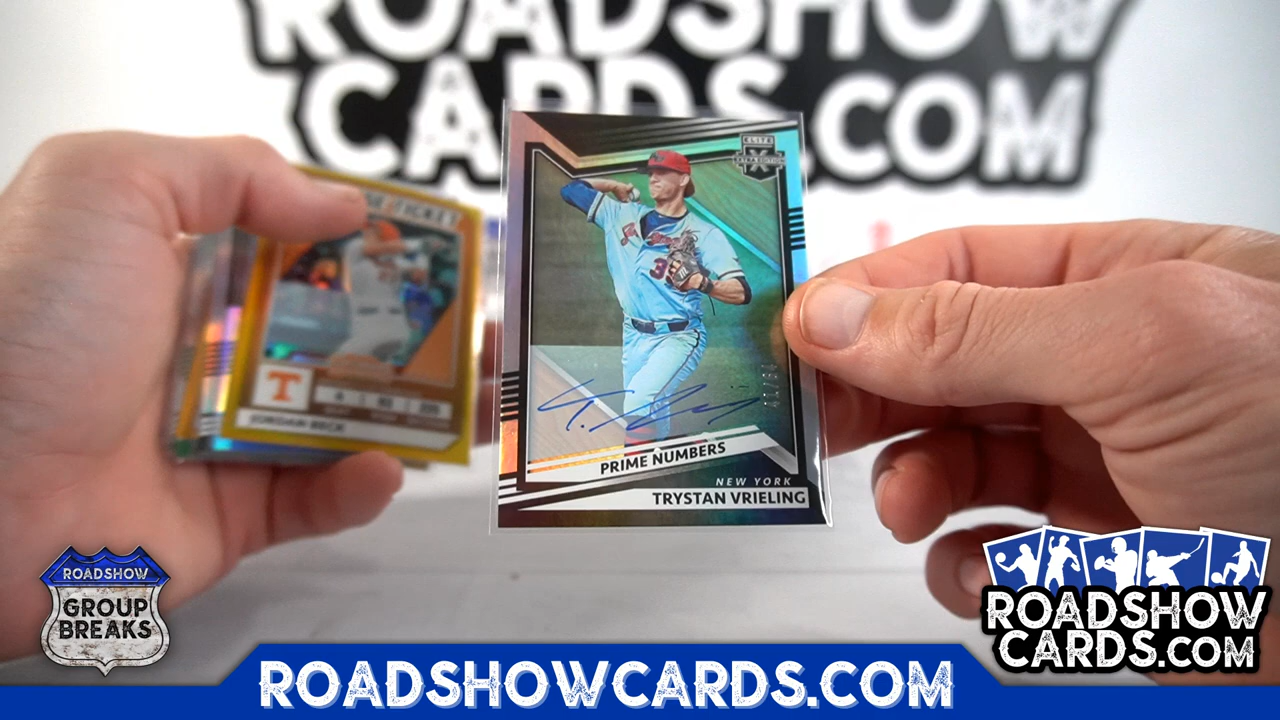 ROADSHOW
CARDS.COM
ELITE
EXTRA EDITION
X
PRIME NUMBERS
NEW YORK
TRYSTAN VRIELING
T
JORDAN BECK
ROADSHOW
GROUP
BREAKS
ROADSHOW
CARDS.COM
ROADSHOWCARDS.COM